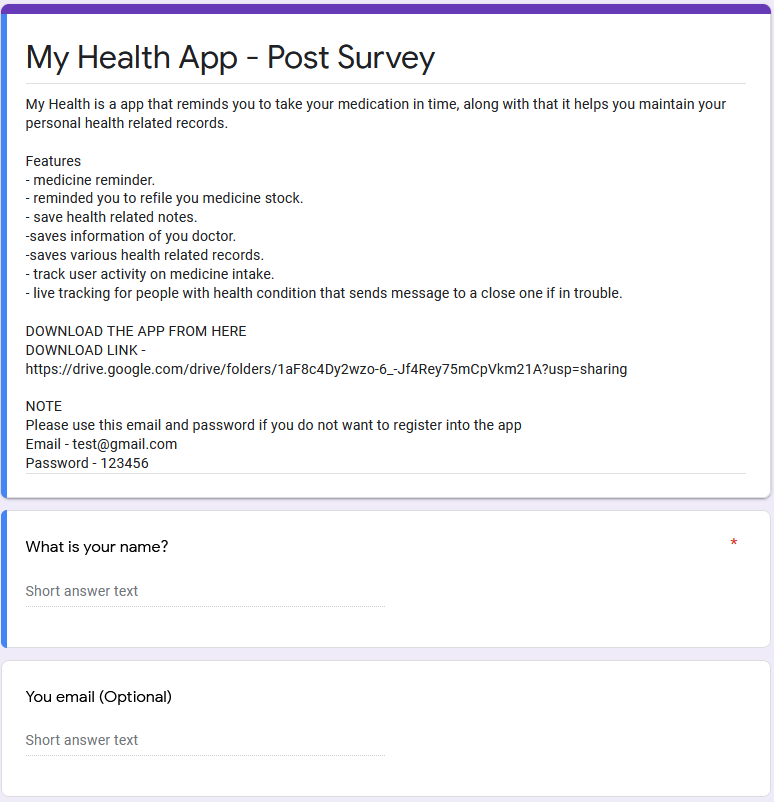 My Health App - Post Survey
My Health is a app that reminds you to take your medication in time, along with that it helps you maintain your
personal health related records.
Features
- medicine reminder.
- reminded you to refile you medicine stock.
- save health related notes.
-saves information of you doctor.
-saves various health related records.
- track user activity on medicine intake.
- live tracking for people with health condition that sends message to a close one if in trouble.
DOWNLOAD THE APP FROM HERE
DOWNLOAD LINK -
https://drive.google.com/drive/folders/1aF8c4Dy2wzo-6_-Jf4Rey75mCpVkm21A?usp=sharing
NOTE
Please use this email and password if you do not want to register into the app
Email - test@gmail.com
Password - 123456
What is your name? *
Short answer text
You email (Optional)
Short answer text